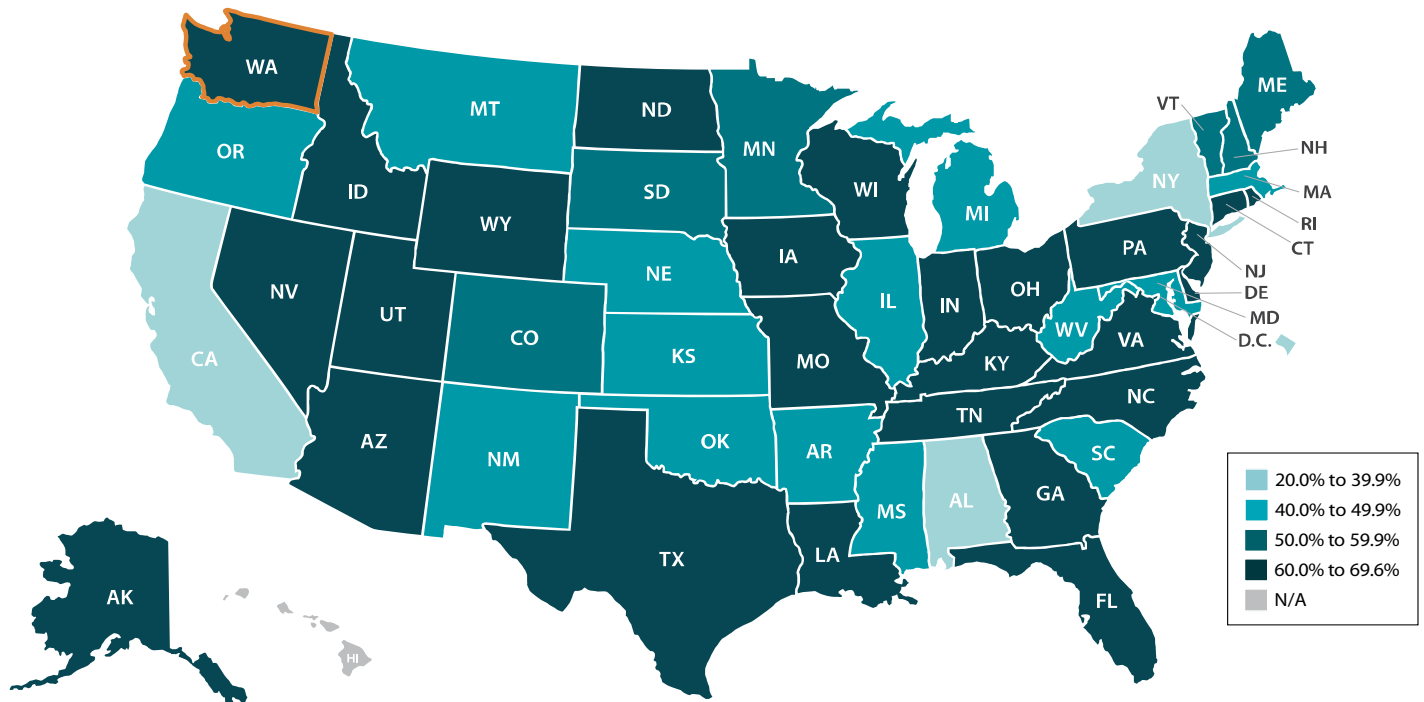 WA
MT
ND
MN
ME
VT
NH
OR
ID
SD
WI
NY
MA
WY
MI
RI
CT
IA
PA
NE
NJ
NV
OH
DE
UT
IL
IN
MD
CO
WV
D.C.
VA
CA
KS
MO
KY
NC
TN
AZ
OK
AR
SC
NM
GA
MS
AL
20.0% to 39.9%
40.0% to 49.9%
50.0% to 59.9%
60.0% to 69.6%
N/A
TX
LA
AK
FL
HI